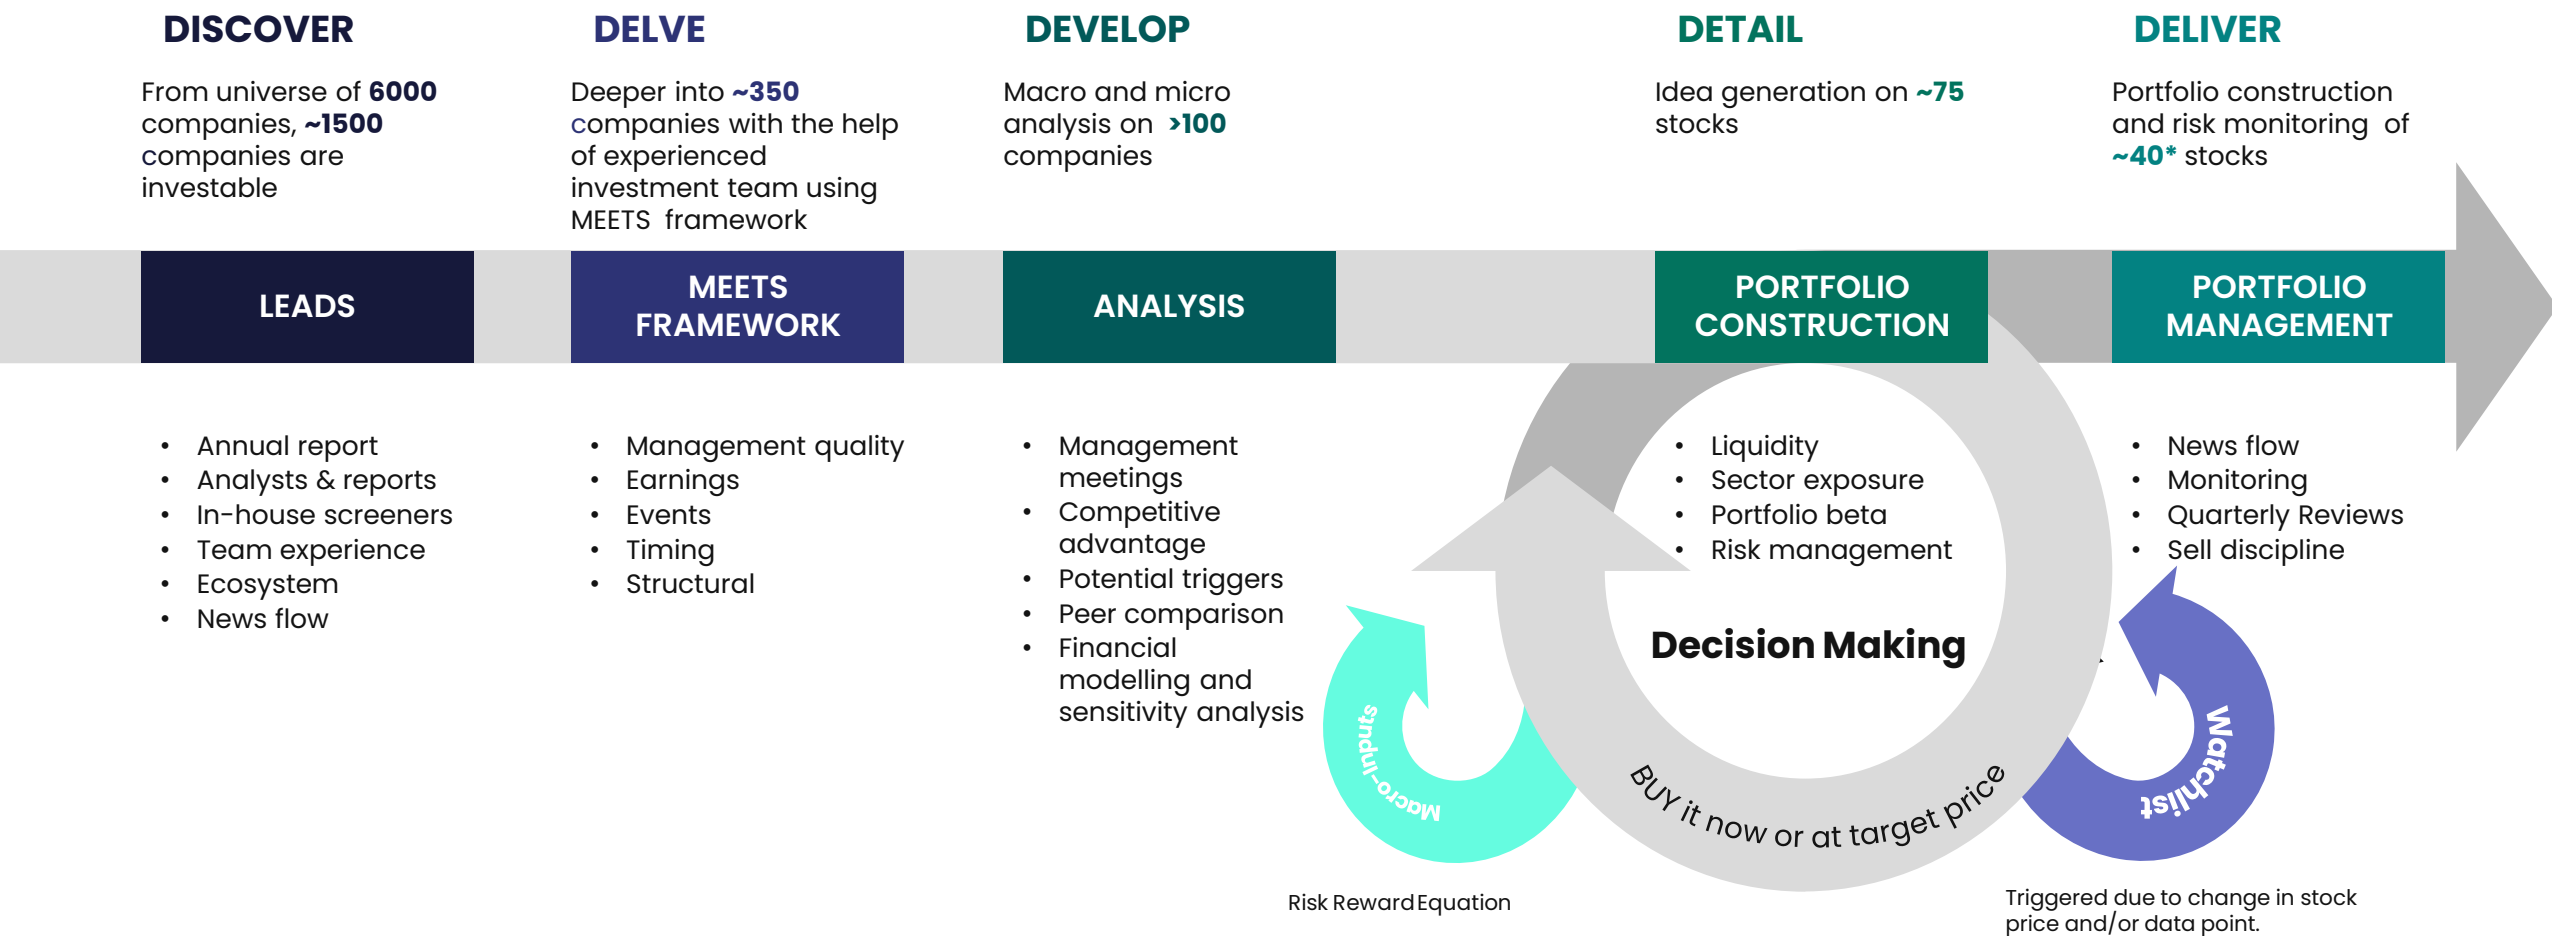 DISCOVER
From universe of 6000
companies, ~1500
companies are
investable
LEADS
• Annual report
• Analysts & reports
• In-house screeners
• Team experience
• Ecosystem
• News flow
DELVE
Deeper into ~350
companies with the help
of experienced
investment team using
MEETS framework
MEETS
FRAMEWORK
• Management quality
• Earnings
• Events
• Timing
• Structural
DEVELOP
Macro and micro
analysis on >100
companies
ANALYSIS
• Management
meetings
• Competitive
advantage
• Potential triggers
• Peer comparison
• Financial
modelling and
sensitivity analysis
DETAIL
Idea generation on ~75
stocks
PORTFOLIO
CONSTRUCTION
• Liquidity
• Sector exposure
• Portfolio beta
• Risk management
Decision Making
BUY it now or at target price
Macro-Inputs
Risk Reward Equation
DELIVER
Portfolio construction
and risk monitoring of
~40* stocks
PORTFOLIO
MANAGEMENT
• News flow
• Monitoring
• Quarterly Reviews
• Sell discipline
Watchlist
Triggered due to change in stock
price and/or data point.